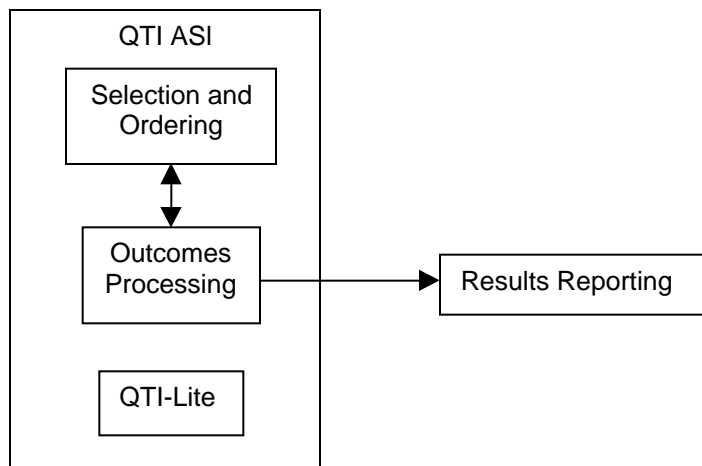 QTI ASI
Selection and
Ordering
Outcomes
Processing
Results Reporting
QTI-Lite